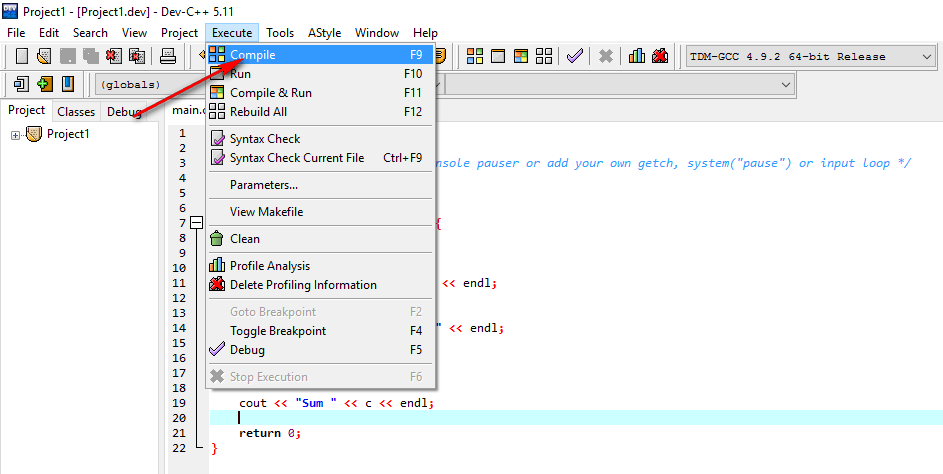 Project1 - [Project1.dev] - Dev-C++ 5.11
File Edit Search View Project Execute Tools AStyle Window Help
TDM-GCC 4.9.2 64-bit Release
(globals)
Project Classes Debug
main.c
Project1
Compile F9
Run F10
Compile & Run F11
Rebuild All F12
Syntax Check
Syntax Check Current File Ctrl+F9
Parameters...
View Makefile
Clean
Profile Analysis
Delete Profiling Information
Goto Breakpoint F2
Toggle Breakpoint F4
Debug F5
Stop Execution F6
1
2
3 nsole pauser or add your own getch, system("pause") or input loop */
4
5
6
7 {
8
9
10
11 << endl;
12
13
14 " << endl;
15
16
17
18
19 cout << "Sum " << c << endl;
20
21 return 0;
22 }